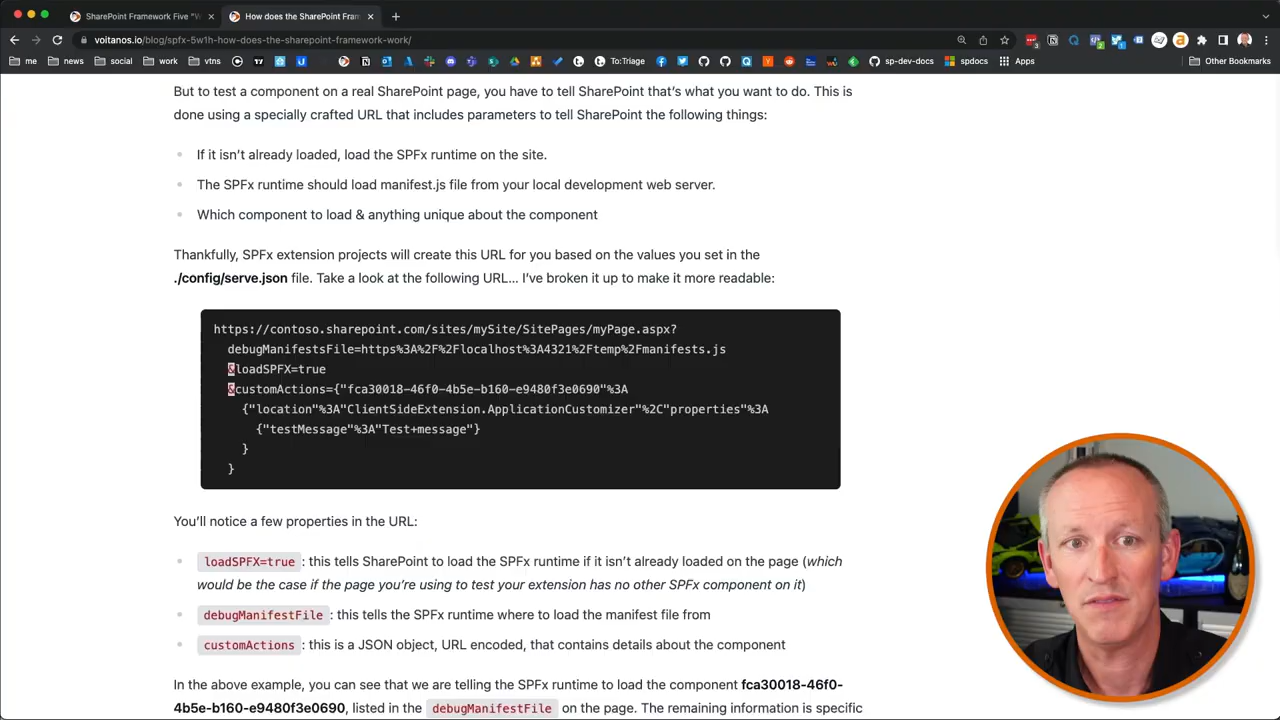 SharePoint Framework Five "W
How does the SharePoint Fram
voitanos.io/blog/spfx-5w1h-how-does-the-sharepoint-framework-work/
me
news
social
work
vtns
To:Triage
sp-dev-docs
spdocs
Apps
Other Bookmarks
But to test a component on a real SharePoint page, you have to tell SharePoint that's what you want to do. This is
done using a specially crafted URL that includes parameters to tell SharePoint the following things:
If it isn't already loaded, load the SPFx runtime on the site.
The SPFx runtime should load manifest.js file from your local development web server.
Which component to load & anything unique about the component
Thankfully, SPFx extension projects will create this URL for you based on the values you set in the
./config/serve.json file. Take a look at the following URL... I've broken it up to make it more readable:
https://contoso.sharepoint.com/sites/mySite/SitePages/myPage.aspx?
debugManifestsFile=https%3A%2F%2Flocalhost%3A4321%2Ftemp%2Fmanifests.js
&loadSPFX=true
&customActions={"fca30018-46f0-4b5e-b160-e9480f3e0690"%3A
{"location"%3A"ClientSideExtension.ApplicationCustomizer"%2C"properties"%3A
{"testMessage"%3A"Test+message"}
}
}
You'll notice a few properties in the URL:
loadSPFX=true : this tells SharePoint to load the SPFx runtime if it isn't already loaded on the page (which
would be the case if the page you're using to test your extension has no other SPFx component on it)
debugManifestFile : this tells the SPFx runtime where to load the manifest file from
customActions : this is a JSON object, URL encoded, that contains details about the component
In the above example, you can see that we are telling the SPFx runtime to load the component fca30018-46f0-
4b5e-b160-e9480f3e0690, listed in the debugManifestFile on the page. The remaining information is specific